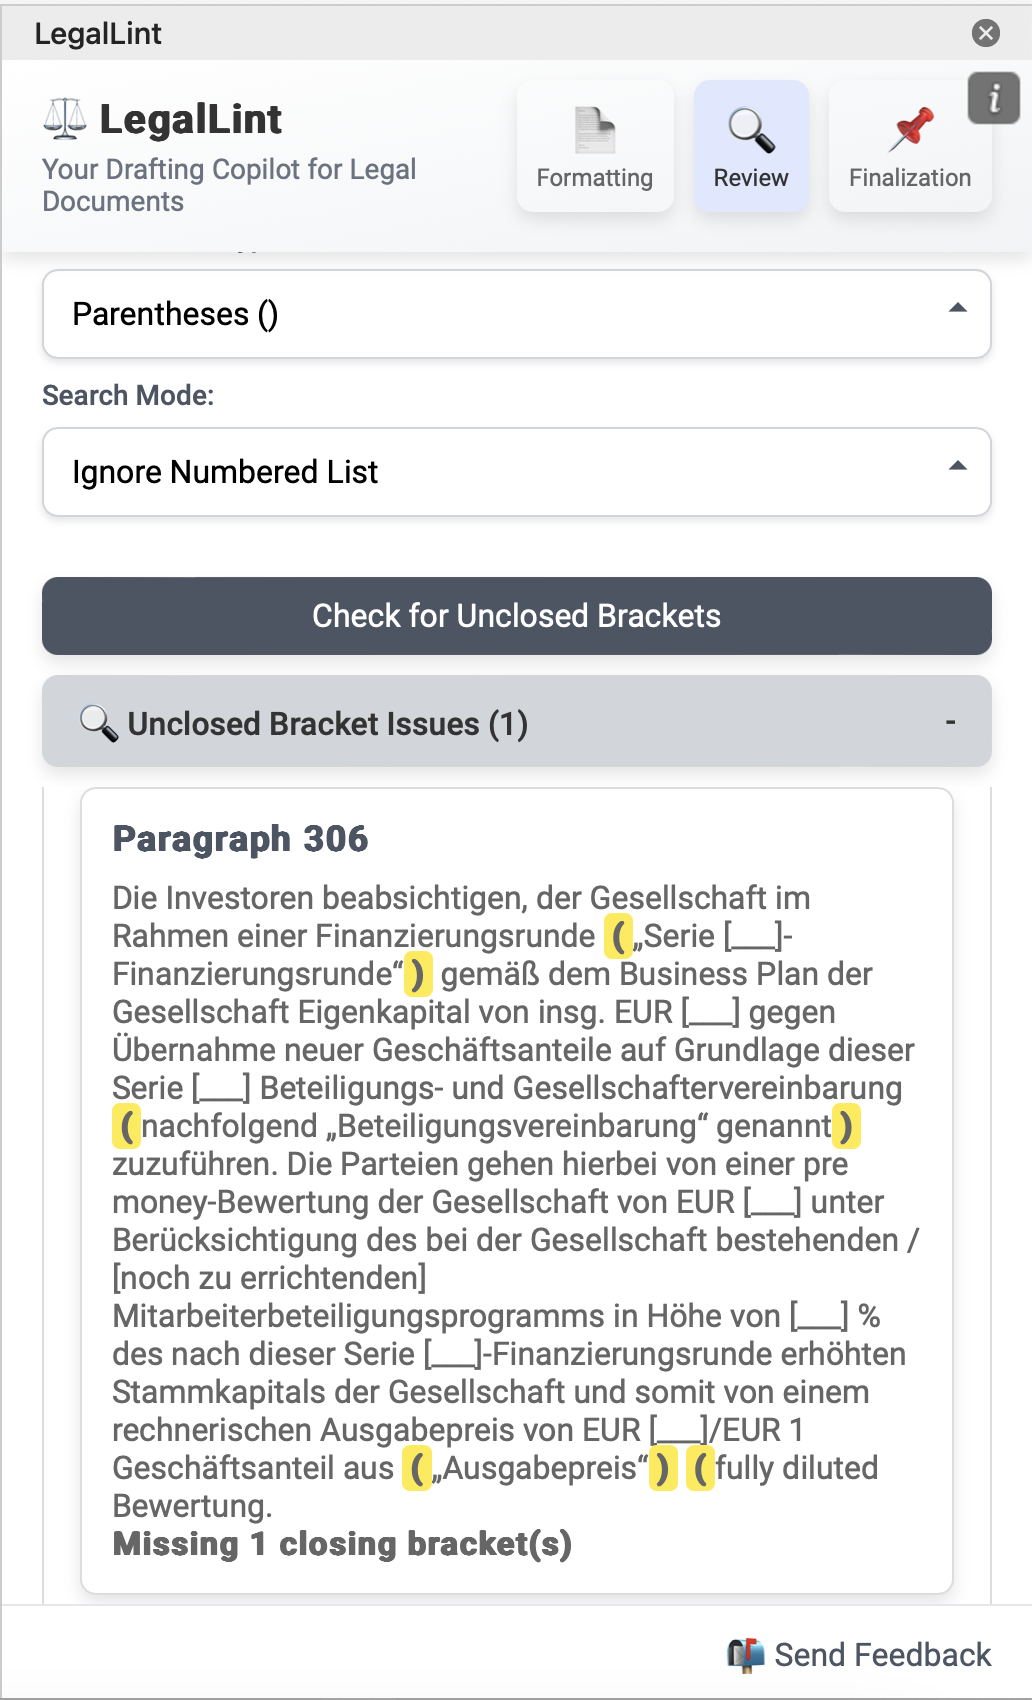 LegalLint
LegalLint
Your Drafting Copilot for Legal
Documents
Formatting
Review
Finalization
i
Parentheses ()
Search Mode:
Ignore Numbered List
Check for Unclosed Brackets
Unclosed Bracket Issues (1)
-
Paragraph 306
Die Investoren beabsichtigen, der Gesellschaft im
Rahmen einer Finanzierungsrunde („Serie [___]-
Finanzierungsrunde“) gemäß dem Business Plan der
Gesellschaft Eigenkapital von insg. EUR [___] gegen
Übernahme neuer Geschäftsanteile auf Grundlage dieser
Serie [___] Beteiligungs- und Gesellschaftervereinbarung
(nachfolgend „Beteiligungsvereinbarung“ genannt)
zuzuführen. Die Parteien gehen hierbei von einer pre
money-Bewertung der Gesellschaft von EUR [___] unter
Berücksichtigung des bei der Gesellschaft bestehenden /
[noch zu errichtenden]
Mitarbeiterbeteiligungsprogramms in Höhe von [___] %
des nach dieser Serie [___]-Finanzierungsrunde erhöhten
Stammkapitals der Gesellschaft und somit von einem
rechnerischen Ausgabepreis von EUR [___]/EUR 1
Geschäftsanteil aus („Ausgabepreis“) (fully diluted
Bewertung.
Missing 1 closing bracket(s)
Send Feedback